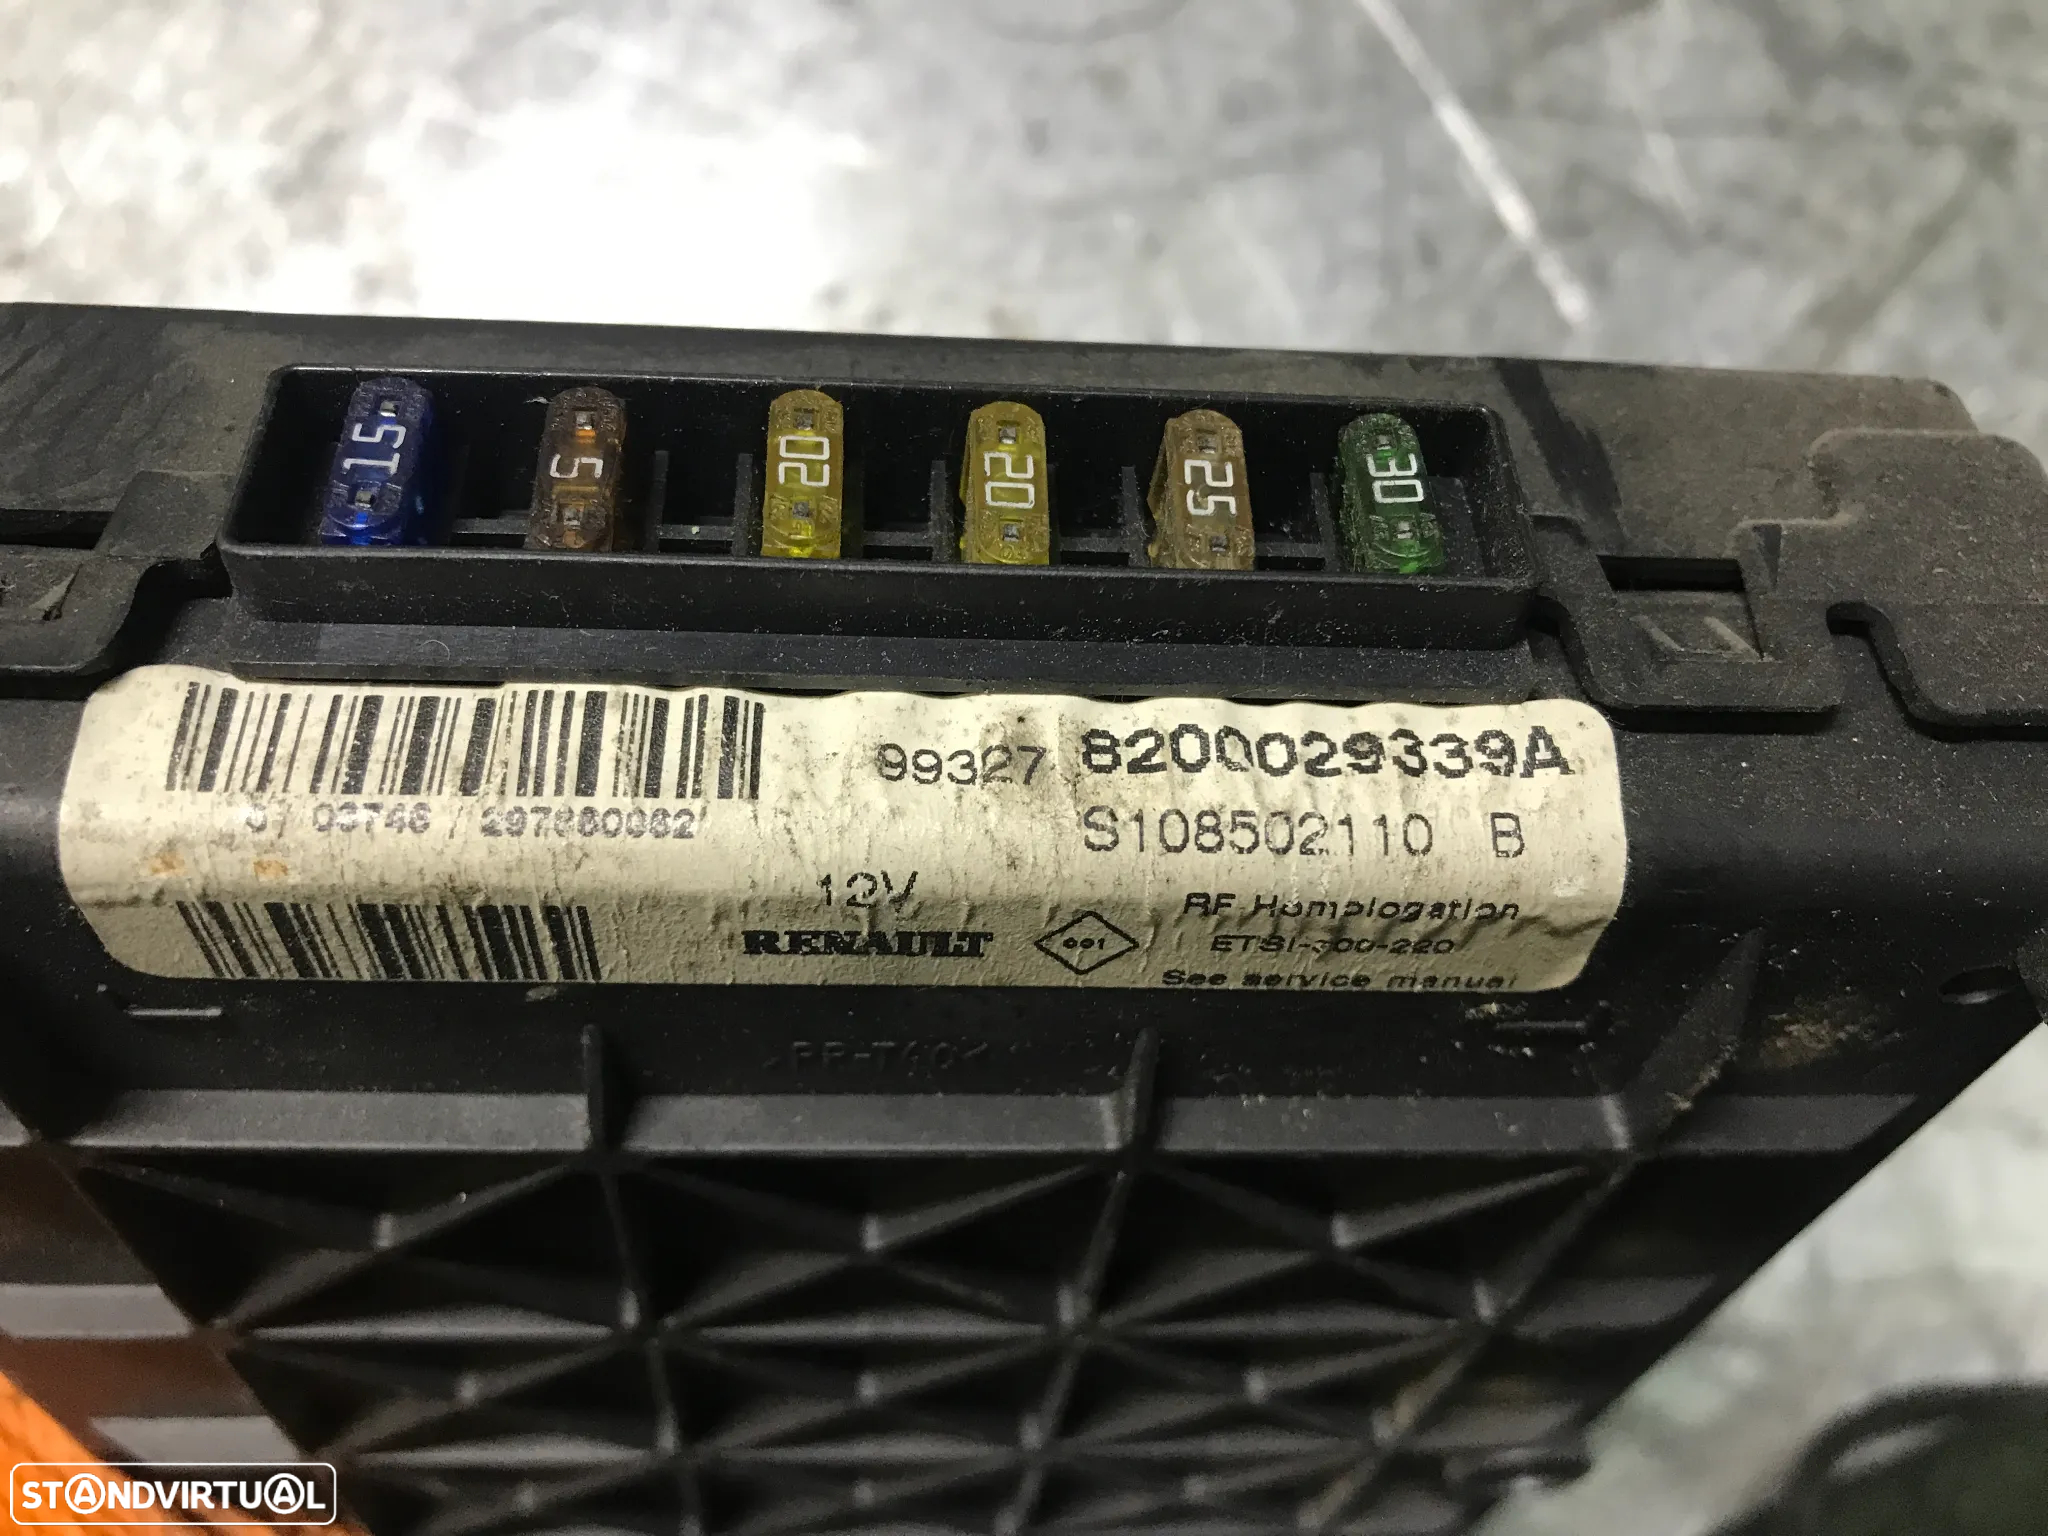 15 5 20 20 25 30
99327 8200029339A
S108502110 B
12V
RENAULT 001
RF Homologation
ETSI-300-220
See service manual
STANDVIRTUAL